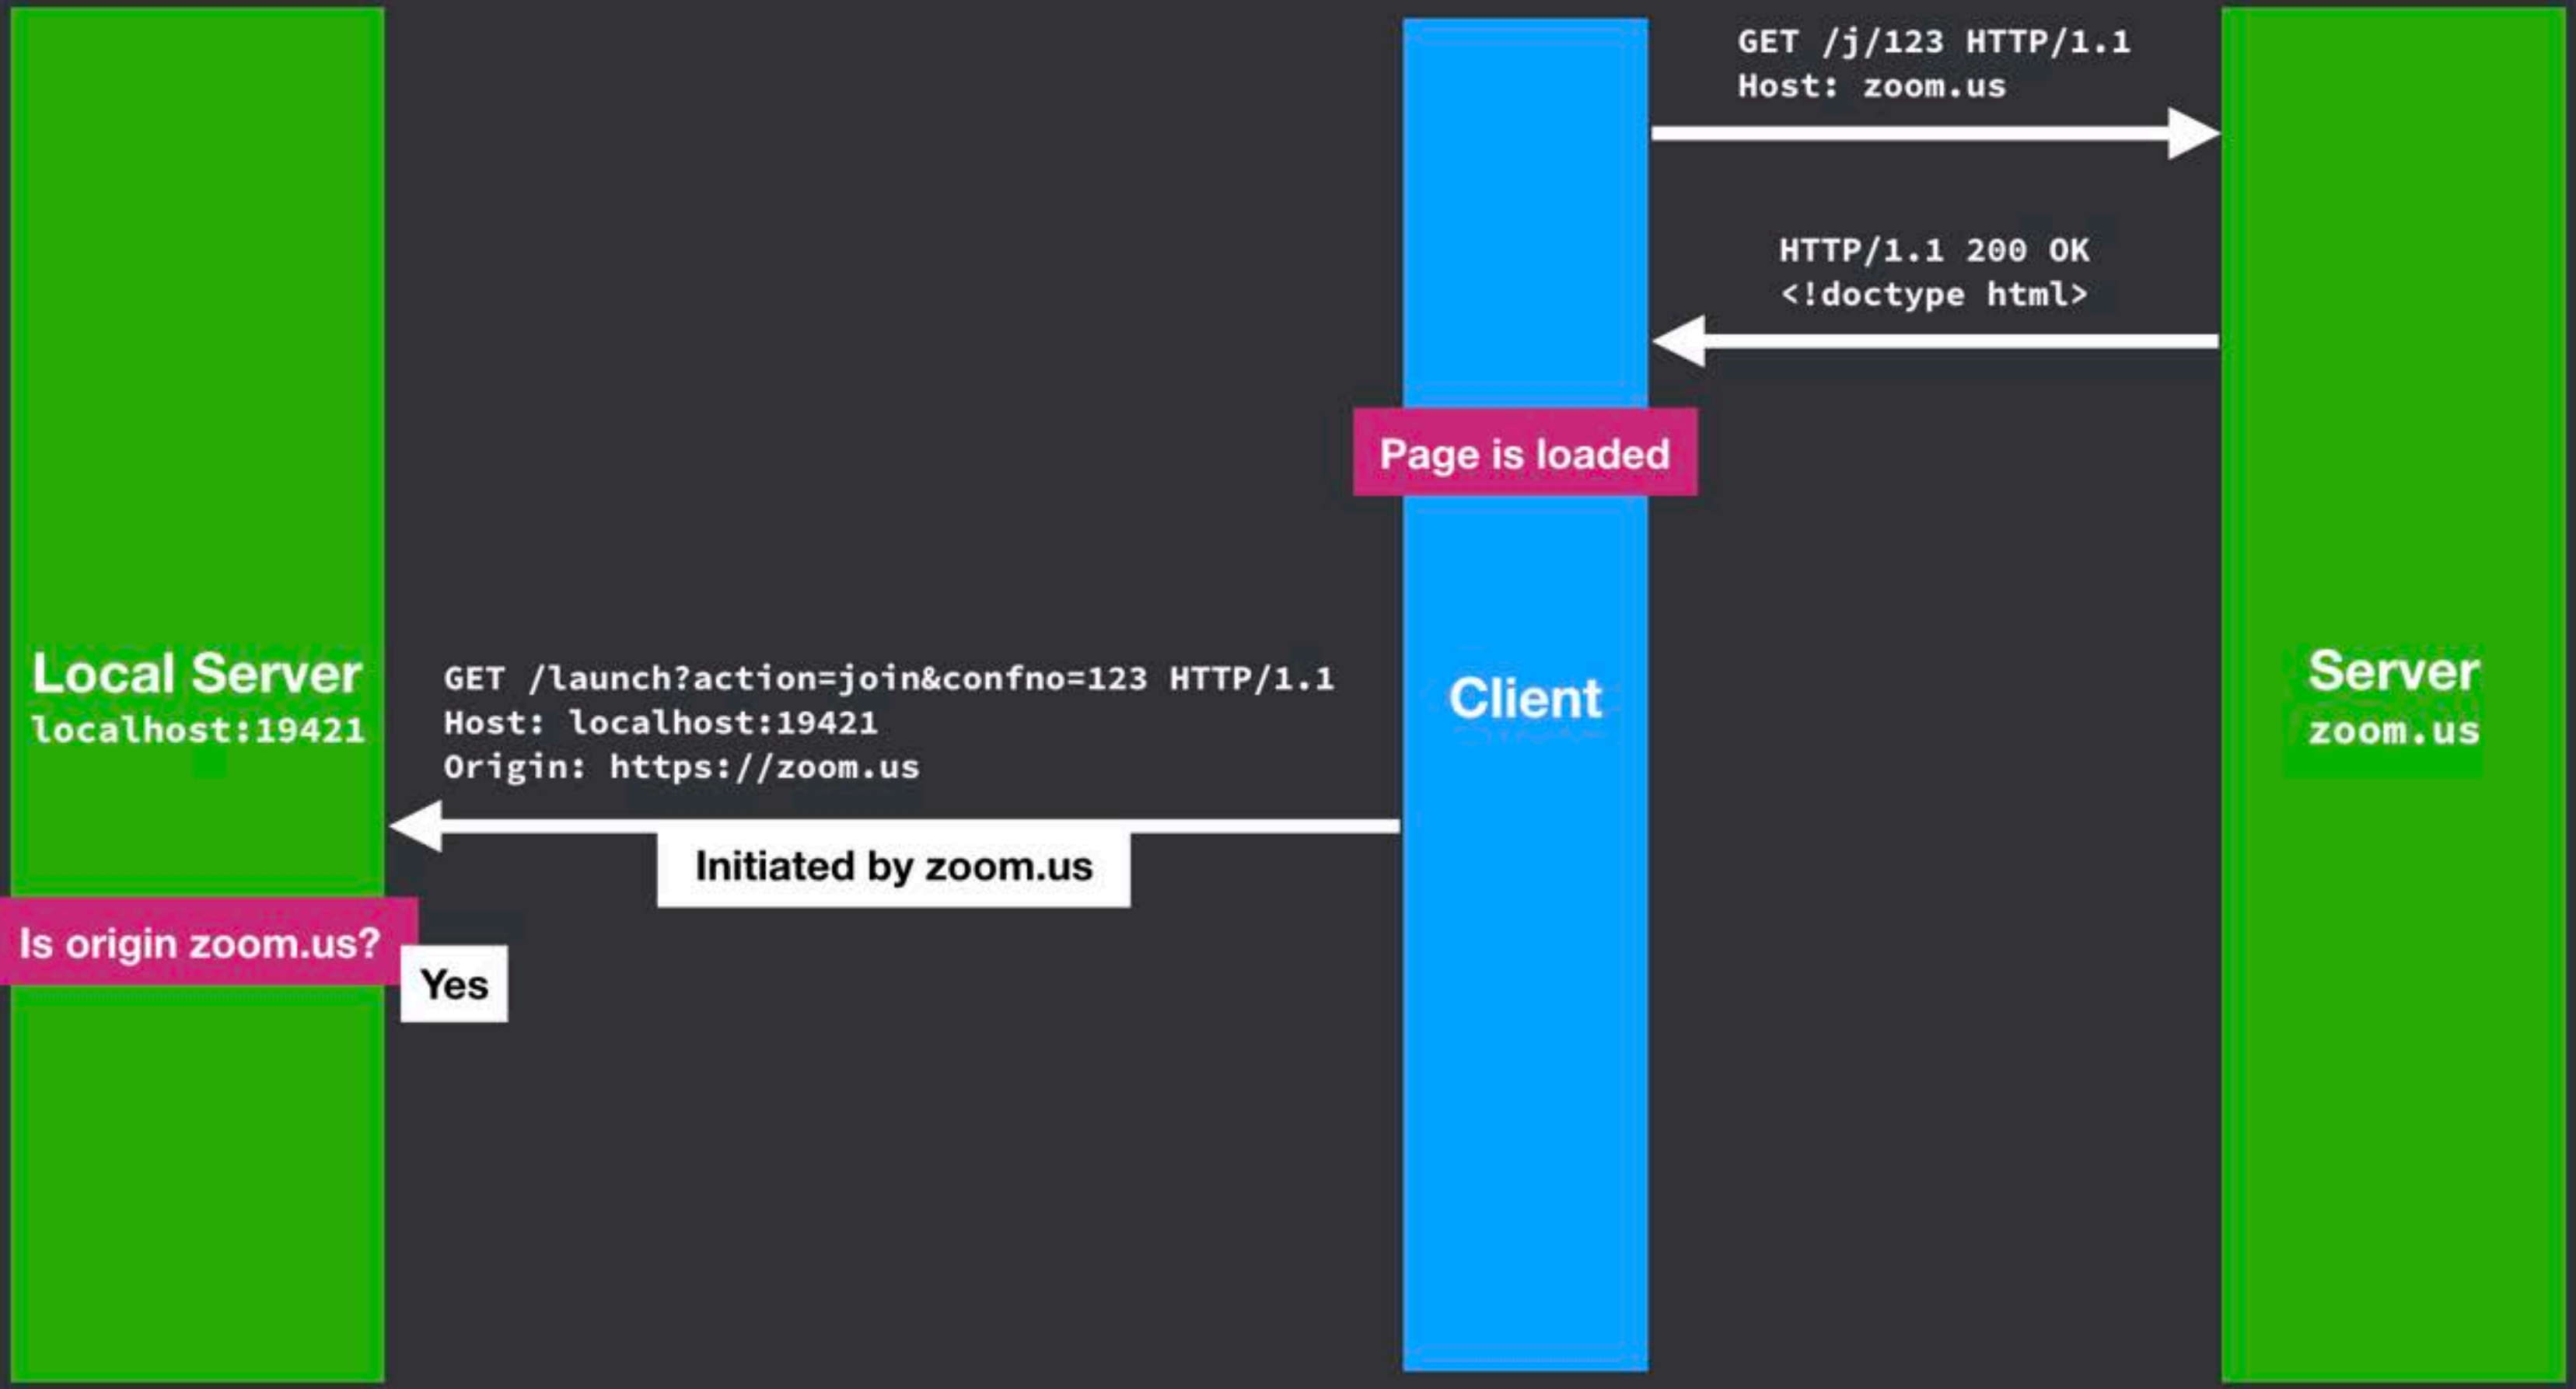 GET /j/123 HTTP/1.1
Host: zoom.us
HTTP/1.1 200 OK
<!doctype html>
Page is loaded
Local Server
localhost:19421
GET /launch?action=join&confno=123 HTTP/1.1
Host: localhost:19421
Origin: https://zoom.us
Client
Server
zoom.us
Initiated by zoom.us
Is origin zoom.us?
Yes